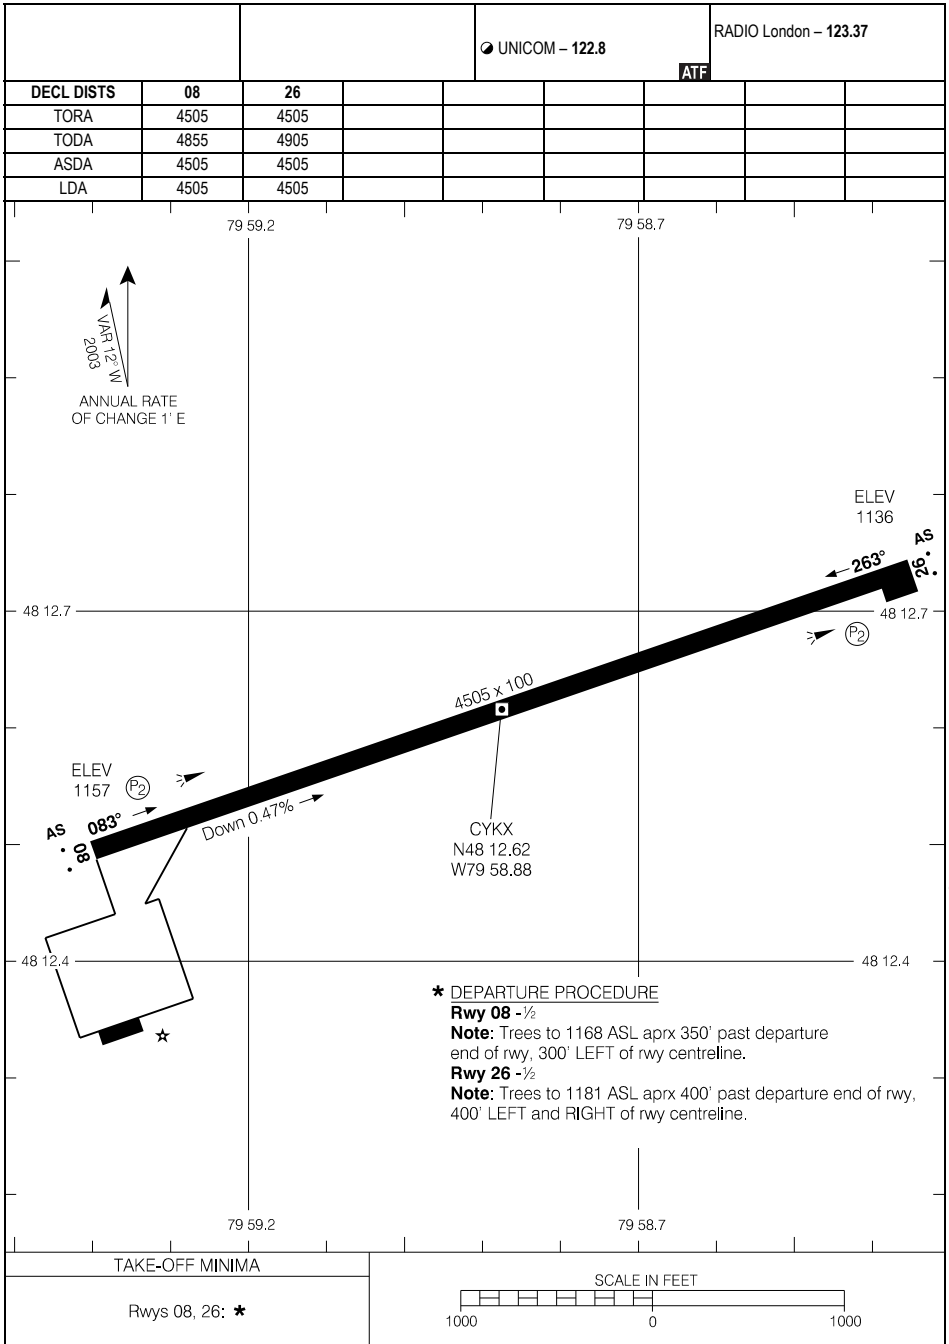 UNICOM – 122.8
ATF
RADIO London – 123.37
DECL DISTS 08 26
TORA 4505 4505
TODA 4855 4905
ASDA 4505 4505
LDA 4505 4505
79 59.2 79 58.7
VAR 12° W
2003
ANNUAL RATE
OF CHANGE 1' E
ELEV
1136
AS
26
263°
48 12.7 48 12.7
P2
4505 x 100
ELEV
1157
P2
AS
083°
08
Down 0.47%
CYKX
N48 12.62
W79 58.88
48 12.4 48 12.4
* DEPARTURE PROCEDURE
Rwy 08 -½
Note: Trees to 1168 ASL aprx 350' past departure
end of rwy, 300' LEFT of rwy centreline.
Rwy 26 -½
Note: Trees to 1181 ASL aprx 400' past departure end of rwy,
400' LEFT and RIGHT of rwy centreline.
79 59.2 79 58.7
TAKE-OFF MINIMA
Rwys 08, 26: *
SCALE IN FEET
1000 0 1000